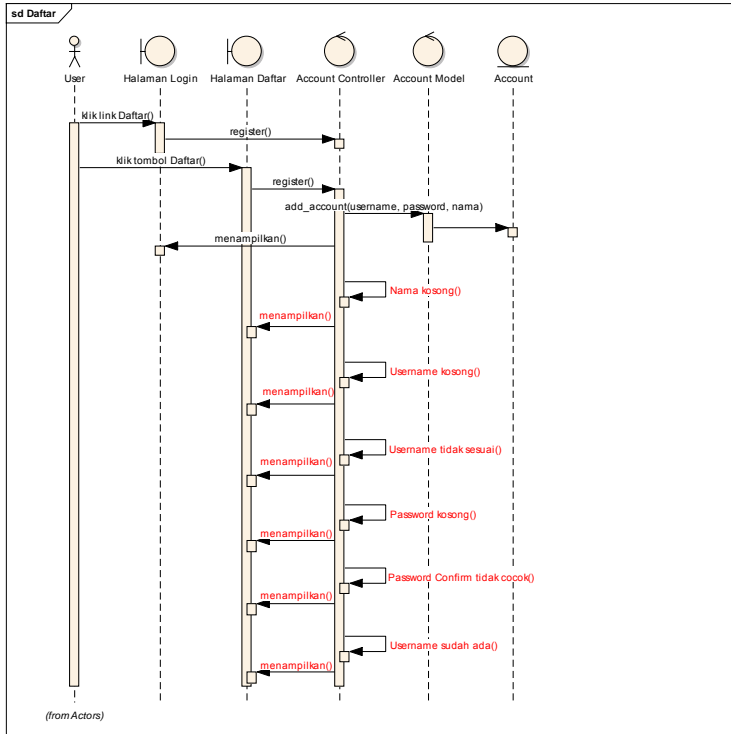 sd Daftar
User
Halaman Login
Halaman Daftar
Account Controller
Account Model
Account
klik link Daftar()
register()
klik tombol Daftar()
register()
add_account(username, password, nama)
menampilkan()
Nama kosong()
menampilkan()
Username kosong()
menampilkan()
Username tidak sesuai()
menampilkan()
Password kosong()
menampilkan()
Password Confirm tidak cocok()
menampilkan()
Username sudah ada()
menampilkan()
(from Actors)